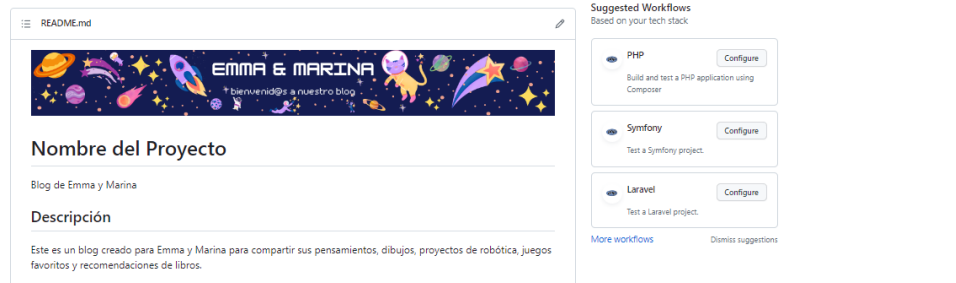 README.md
EMMA & MARINA
bienvenid@s a nuestro blog
Nombre del Proyecto
Blog de Emma y Marina
Descripción
Este es un blog creado para Emma y Marina para compartir sus pensamientos, dibujos, proyectos de robótica, juegos
favoritos y recomendaciones de libros.
Suggested Workflows
Based on your tech stack
PHP
Configure
Build and test a PHP application using
Composer
Symfony
Configure
Test a Symfony project.
Laravel
Configure
Test a Laravel project.
More workflows
Dismiss suggestions